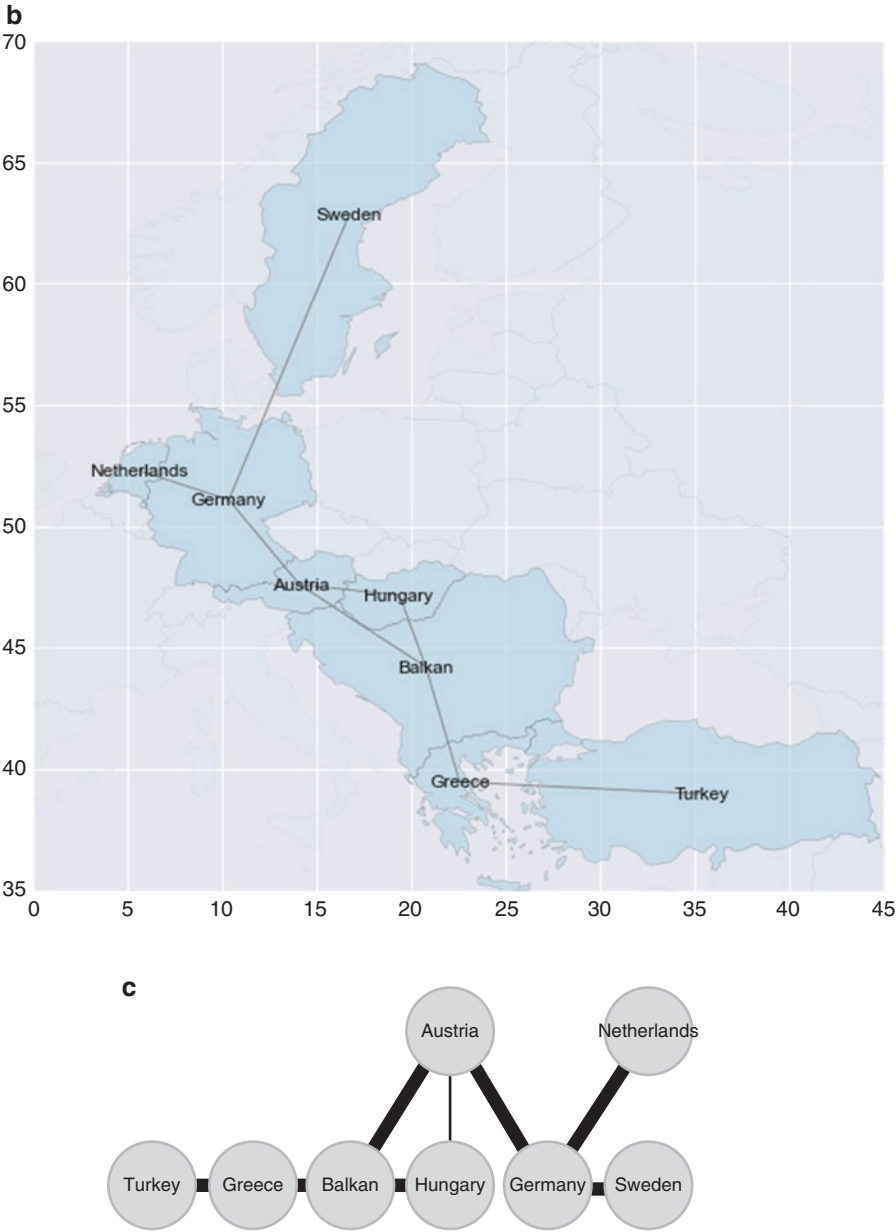 b
70
65
Sweden
60
55
Netherlands
Germany
50
Austria
Hungary
45
Balkan
40
Greece
Turkey
35
0 5 10 15 20 25 30 35 40 45
c
Austria Netherlands
Turkey Greece Balkan Hungary Germany Sweden